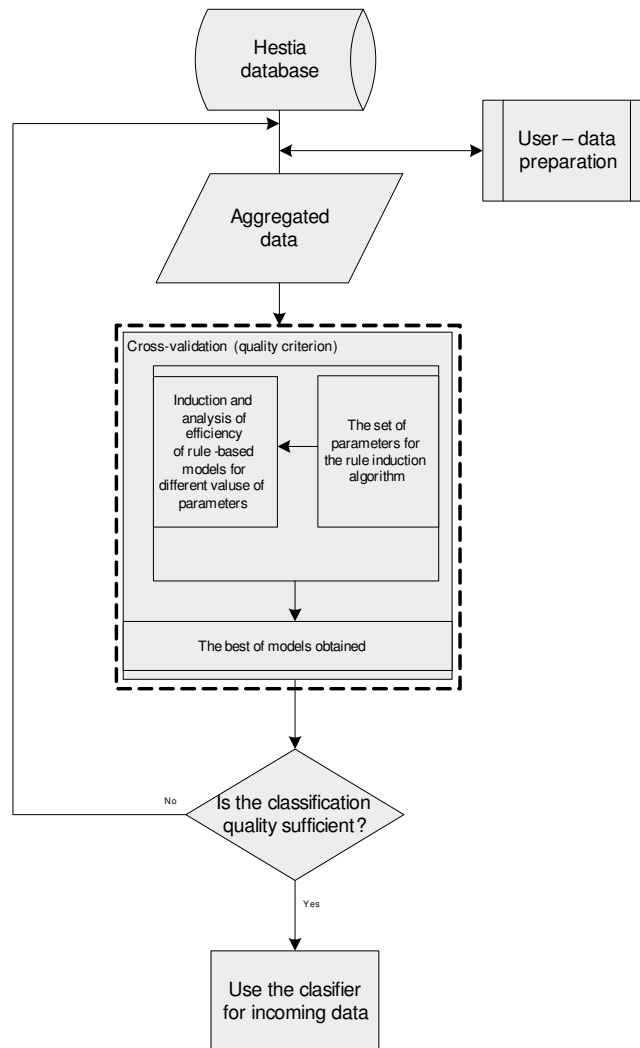 Hestia
database
User – data
preparation
Aggregated
data
Cross-validation (quality criterion)
Induction and
analysis of
efficiency
of rule -based
models for
different valuse of
parameters
The set of
parameters for
the rule induction
algorithm
The best of models obtained
No
Is the classification
quality sufficient?
Yes
Use the clasifier
for incoming data